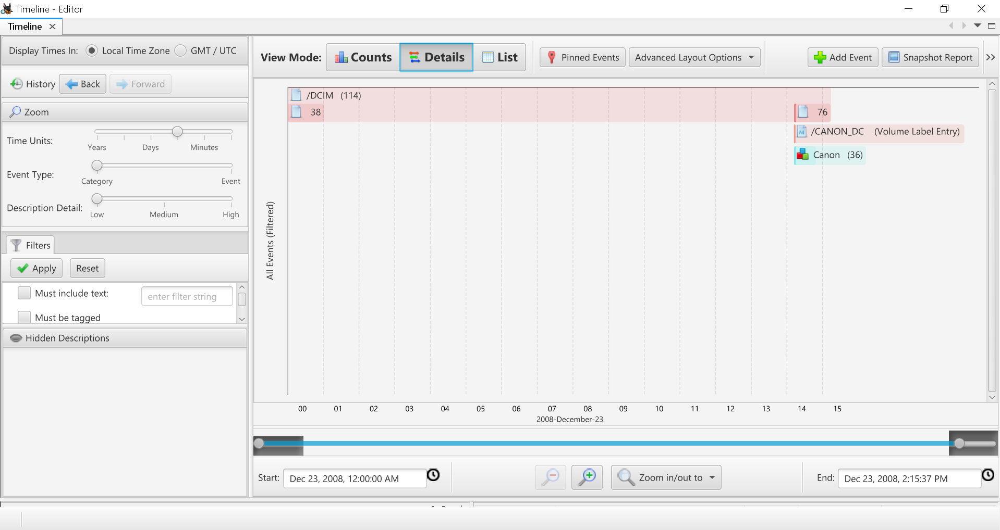 Timeline - Editor
Timeline
Display Times In: Local Time Zone GMT / UTC
History Back Forward
Zoom
Time Units:
Years Days Minutes
Event Type:
Category Event
Description Detail:
Low Medium High
Filters
Apply Reset
Must include text: enter filter string
Must be tagged
Hidden Descriptions
View Mode: Counts Details List Pinned Events Advanced Layout Options Add Event Snapshot Report
/DCIM (114)
38 76
/CANON_DC (Volume Label Entry)
Canon (36)
All Events (Filtered)
00 01 02 03 04 05 06 07 08 09 10 11 12 13 14 15
2008-December-23
Start: Dec 23, 2008, 12:00:00 AM Zoom in/out to End: Dec 23, 2008, 2:15:37 PM